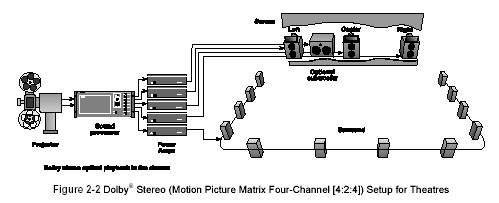 Screen
Left
Center
Right
Optional
subwoofer
Sound
processor
Surround
Projector
Power
Amps
Dolby stereo optical playback in the cinema
Figure 2-2 Dolby® Stereo (Motion Picture Matrix Four-Channel [4:2:4]) Setup for Theatres